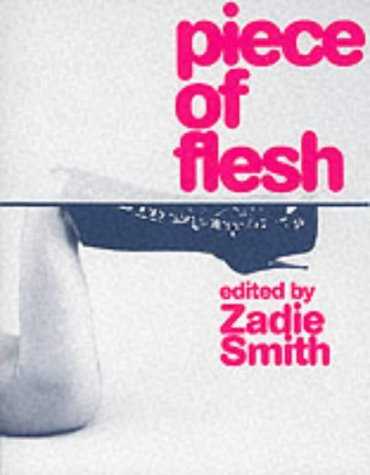 piece
of
flesh
edited by
Zadie
Smith